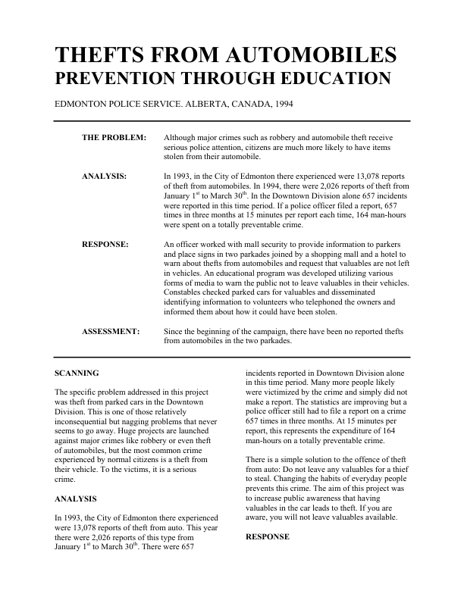 THEFTS FROM AUTOMOBILES
PREVENTION THROUGH EDUCATION
EDMONTON POLICE SERVICE. ALBERTA, CANADA, 1994
THE PROBLEM: Although major crimes such as robbery and automobile theft receive
serious police attention, citizens are much more likely to have items
stolen from their automobile.
ANALYSIS: In 1993, in the City of Edmonton there experienced were 13,078 reports
of theft from automobiles. In 1994, there were 2,026 reports of theft from
January 1st to March 30th. In the Downtown Division alone 657 incidents
were reported in this time period. If a police officer filed a report, 657
times in three months at 15 minutes per report each time, 164 man-hours
were spent on a totally preventable crime.
RESPONSE: An officer worked with mall security to provide information to parkers
and place signs in two parkades joined by a shopping mall and a hotel to
warn about thefts from automobiles and request that valuables are not left
in vehicles. An educational program was developed utilizing various
forms of media to warn the public not to leave valuables in their vehicles.
Constables checked parked cars for valuables and disseminated
identifying information to volunteers who telephoned the owners and
informed them about how it could have been stolen.
ASSESSMENT: Since the beginning of the campaign, there have been no reported thefts
from automobiles in the two parkades.
SCANNING
The specific problem addressed in this project
was theft from parked cars in the Downtown
Division. This is one of those relatively
inconsequential but nagging problems that never
seems to go away. Huge projects are launched
against major crimes like robbery or even theft
of automobiles, but the most common crime
experienced by normal citizens is a theft from
their vehicle. To the victims, it is a serious
crime.
ANALYSIS
In 1993, the City of Edmonton there experienced
were 13,078 reports of theft from auto. This year
there were 2,026 reports of this type from
January 1st to March 30th. There were 657
incidents reported in Downtown Division alone
in this time period. Many more people likely
were victimized by the crime and simply did not
make a report. The statistics are improving but a
police officer still had to file a report on a crime
657 times in three months. At 15 minutes per
report, this represents the expenditure of 164
man-hours on a totally preventable crime.
There is a simple solution to the offence of theft
from auto: Do not leave any valuables for a thief
to steal. Changing the habits of everyday people
prevents this crime. The aim of this project was
to increase public awareness that having
valuables in the car leads to theft. If you are
aware, you will not leave valuables available.
RESPONSE